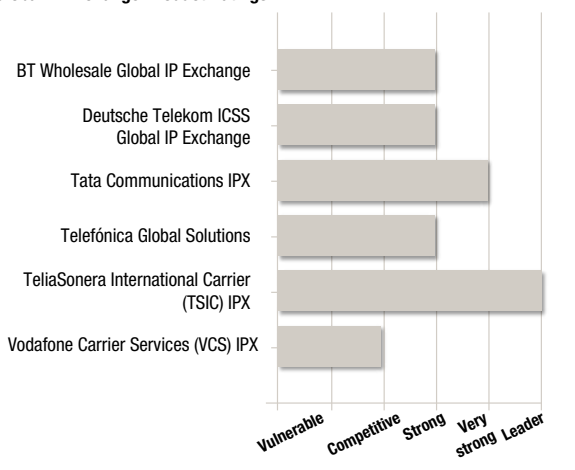 BT Wholesale Global IP Exchange
Deutsche Telekom ICSS
Global IP Exchange
Tata Communications IPX
Telefónica Global Solutions
TeliaSonera International Carrier
(TSIC) IPX
Vodafone Carrier Services (VCS) IPX
Vulnerable
Competitive
Strong
Very
strong
Leader